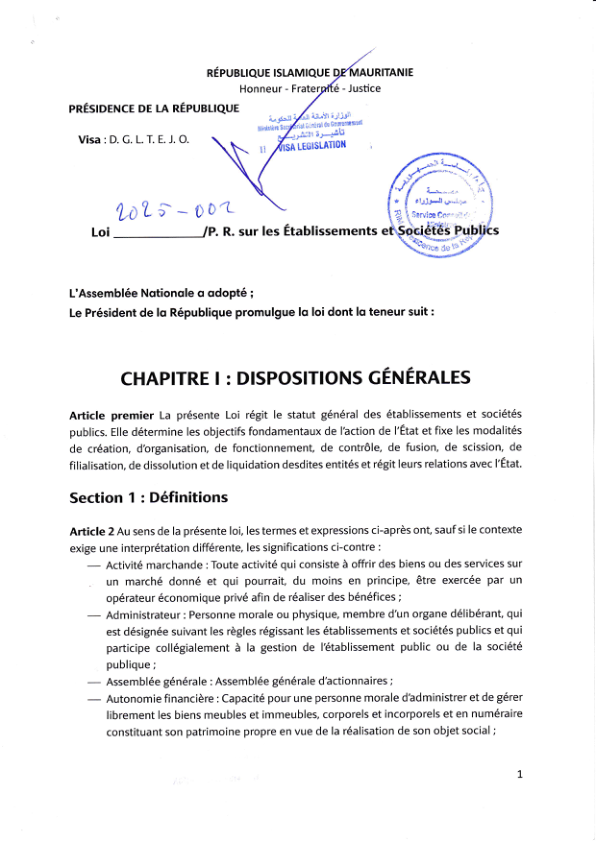 RÉPUBLIQUE ISLAMIQUE DE MAURITANIE
Honneur - Fraternité - Justice
PRÉSIDENCE DE LA RÉPUBLIQUE
الوزارة الأمانة العامة للحكومة
Ministère Secrétariat Général du Gouvernement
تأشيرة التشريع
VISA LEGISLATION
Visa : D. G. L. T. E. J. O.
رئاسة الجمهورية
مجلس الوزراء
Service Conseil des Ministres
Présidence de la République
2025-002
Loi ______________/P. R. sur les Établissements et Sociétés Publics
L'Assemblée Nationale a adopté ;
Le Président de la République promulgue la loi dont la teneur suit :
CHAPITRE I : DISPOSITIONS GÉNÉRALES
Article premier La présente Loi régit le statut général des établissements et sociétés
publics. Elle détermine les objectifs fondamentaux de l'action de l'État et fixe les modalités
de création, d'organisation, de fonctionnement, de contrôle, de fusion, de scission, de
filialisation, de dissolution et de liquidation desdites entités et régit leurs relations avec l'État.
Section 1 : Définitions
Article 2 Au sens de la présente loi, les termes et expressions ci-après ont, sauf si le contexte
exige une interprétation différente, les significations ci-contre :
— Activité marchande : Toute activité qui consiste à offrir des biens ou des services sur
un marché donné et qui pourrait, du moins en principe, être exercée par un
opérateur économique privé afin de réaliser des bénéfices ;
— Administrateur : Personne morale ou physique, membre d'un organe délibérant, qui
est désignée suivant les règles régissant les établissements et sociétés publics et qui
participe collégialement à la gestion de l'établissement public ou de la société
publique ;
— Assemblée générale : Assemblée générale d'actionnaires ;
— Autonomie financière : Capacité pour une personne morale d'administrer et de gérer
librement les biens meubles et immeubles, corporels et incorporels et en numéraire
constituant son patrimoine propre en vue de la réalisation de son objet social ;
1